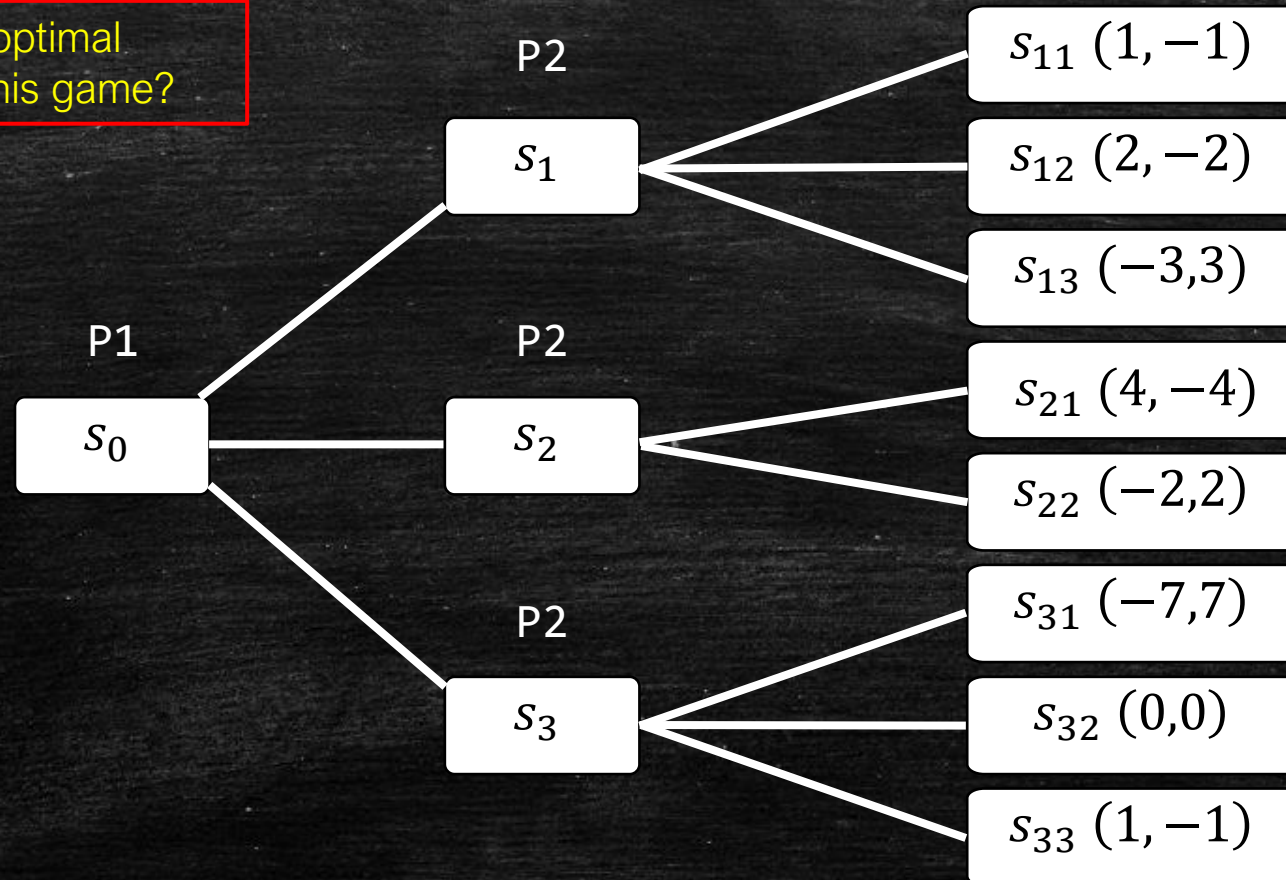 optimal
his game?
P2
s₁₁ (1, −1)
s₁
s₁₂ (2, −2)
s₁₃ (−3,3)
P1
P2
s₂₁ (4, −4)
s₀
s₂
s₂₂ (−2,2)
P2
s₃₁ (−7,7)
s₃
s₃₂ (0,0)
s₃₃ (1, −1)